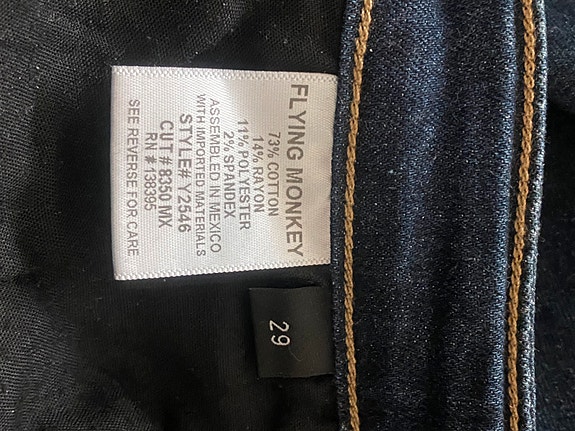 FLYING MONKEY
73% COTTON
14% RAYON
11% POLYESTER
2% SPANDEX
ASSEMBLED IN MEXICO
WITH IMPORTED MATERIALS
STYLE# Y2546
CUT # 8350 MX
RN # 138395
SEE REVERSE FOR CARE
29